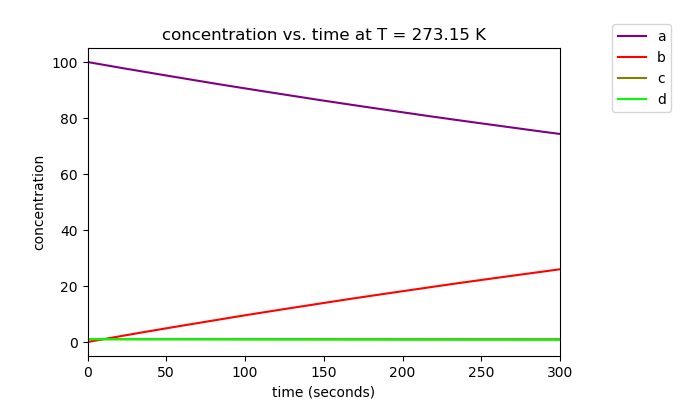 concentration vs. time at T = 273.15 K
a
b
c
d
concentration
100
80
60
40
20
0
0 50 100 150 200 250 300
time (seconds)